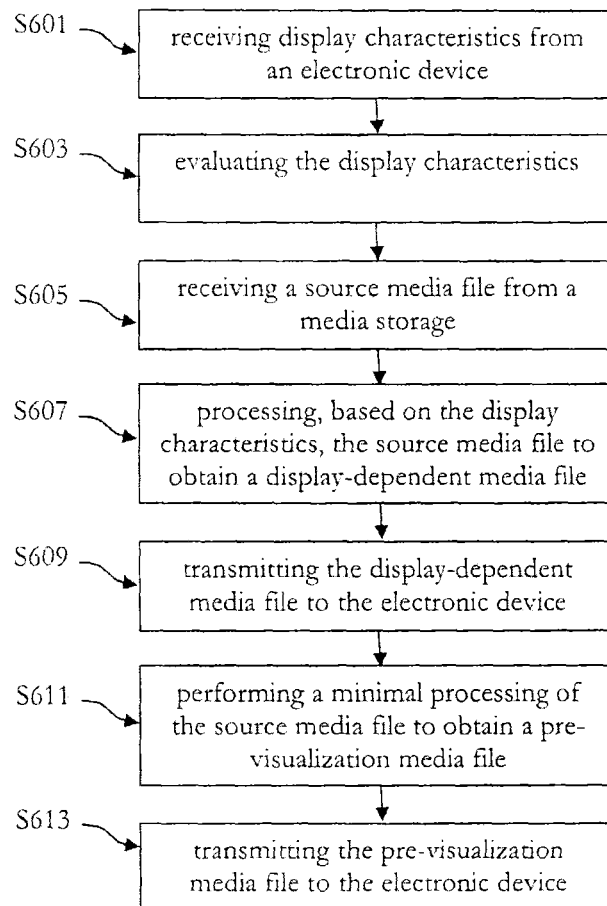 S601
receiving display characteristics from
an electronic device
S603
evaluating the display characteristics
S605
receiving a source media file from a
media storage
S607
processing, based on the display
characteristics, the source media file to
obtain a display-dependent media file
S609
transmitting the display-dependent
media file to the electronic device
S611
performing a minimal processing of
the source media file to obtain a pre-
visualization media file
S613
transmitting the pre-visualization
media file to the electronic device